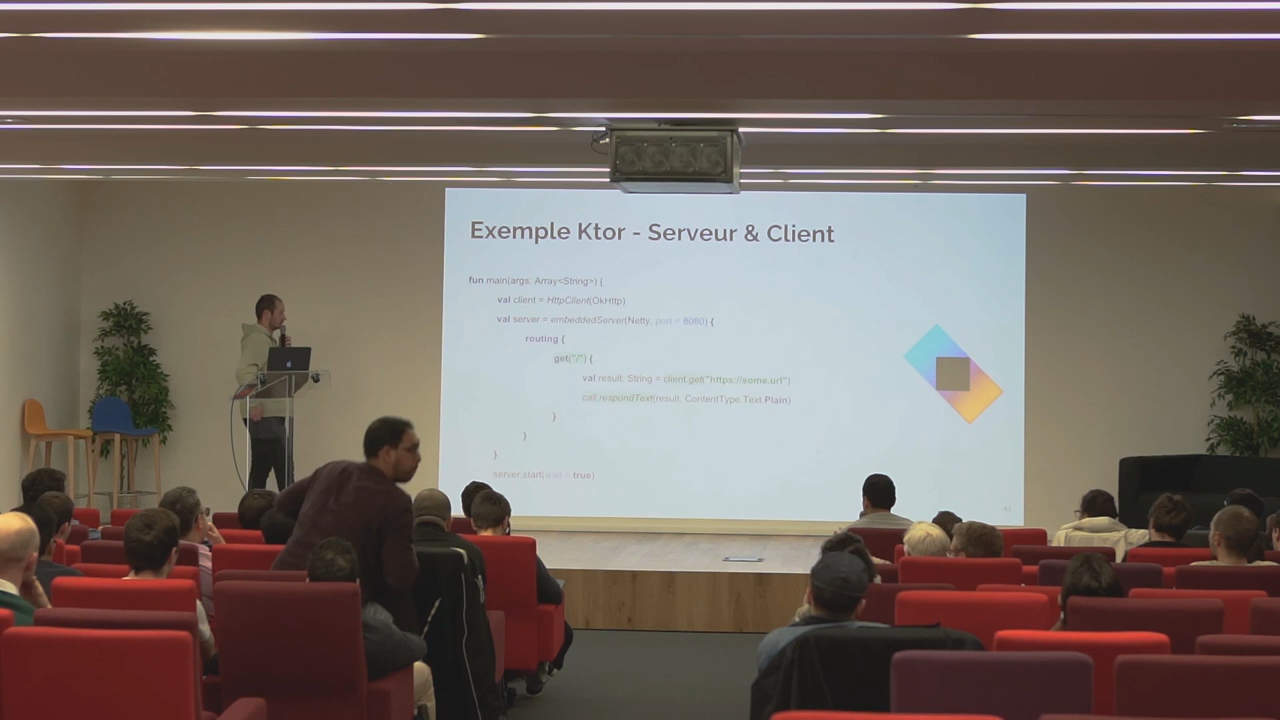 Exemple Ktor - Serveur & Client
fun main(args: Array<String>) {
val client = HttpClient(OkHttp)
val server = embeddedServer(Netty, port = 8080) {
routing {
get("/") {
val result: String = client.get("https://some.url")
call.respondText(result, ContentType.Text.Plain)
}
}
}
server.start(wait = true)